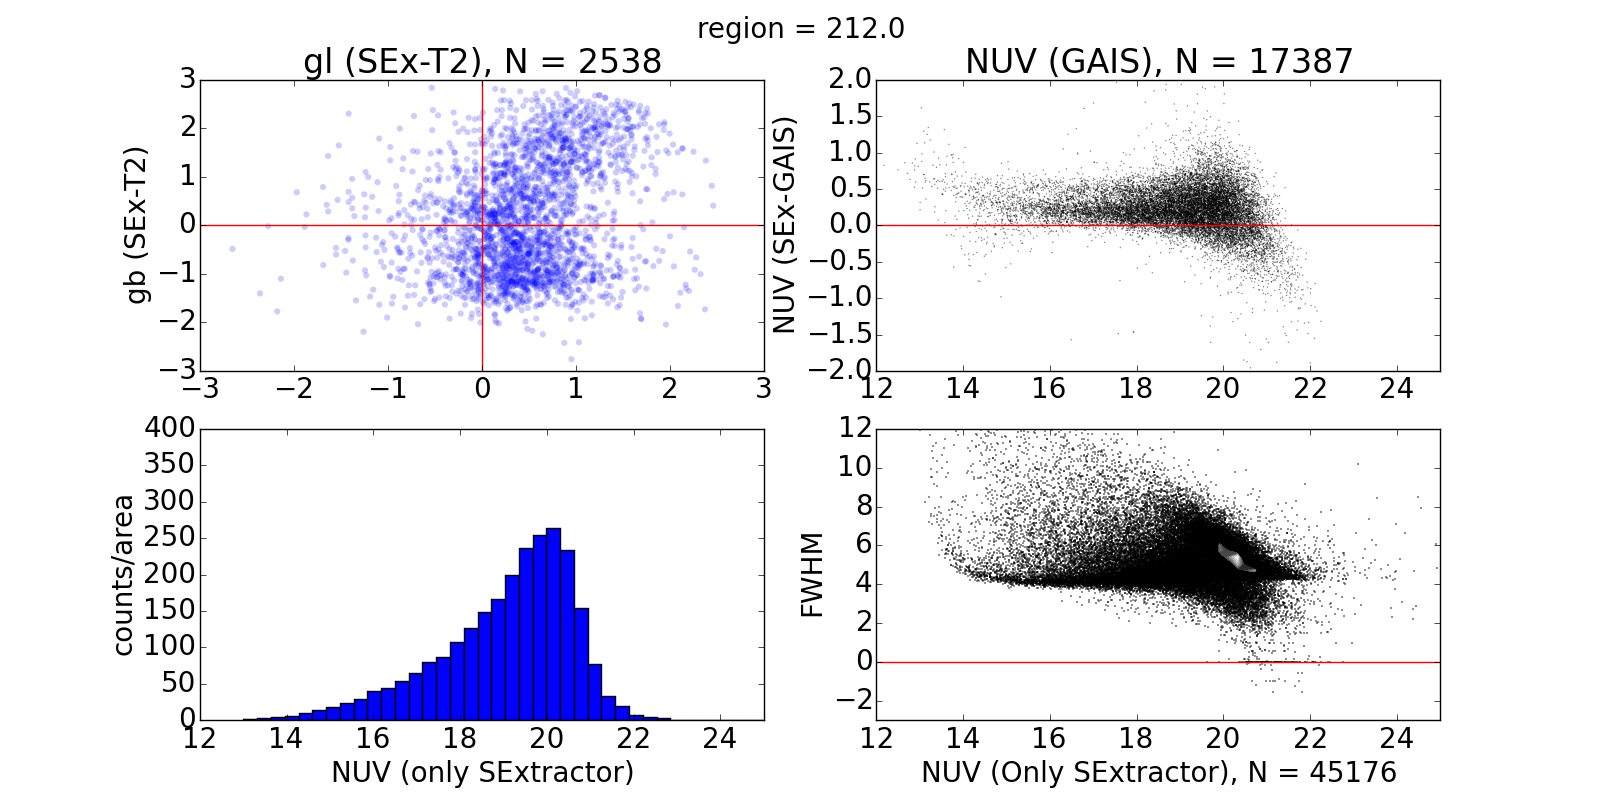 region = 212.0
gl (SEx-T2), N = 2538
gb (SEx-T2)
3
2
1
0
−1
−2
−3
−3 −2 −1 0 1 2 3
NUV (GAIS), N = 17387
NUV (SEx-GAIS)
2.0
1.5
1.0
0.5
0.0
−0.5
−1.0
−1.5
−2.0
12 14 16 18 20 22 24
counts/area
400
350
300
250
200
150
100
50
0
12 14 16 18 20 22 24
NUV (only SExtractor)
FWHM
12
10
8
6
4
2
0
−2
12 14 16 18 20 22 24
NUV (Only SExtractor), N = 45176